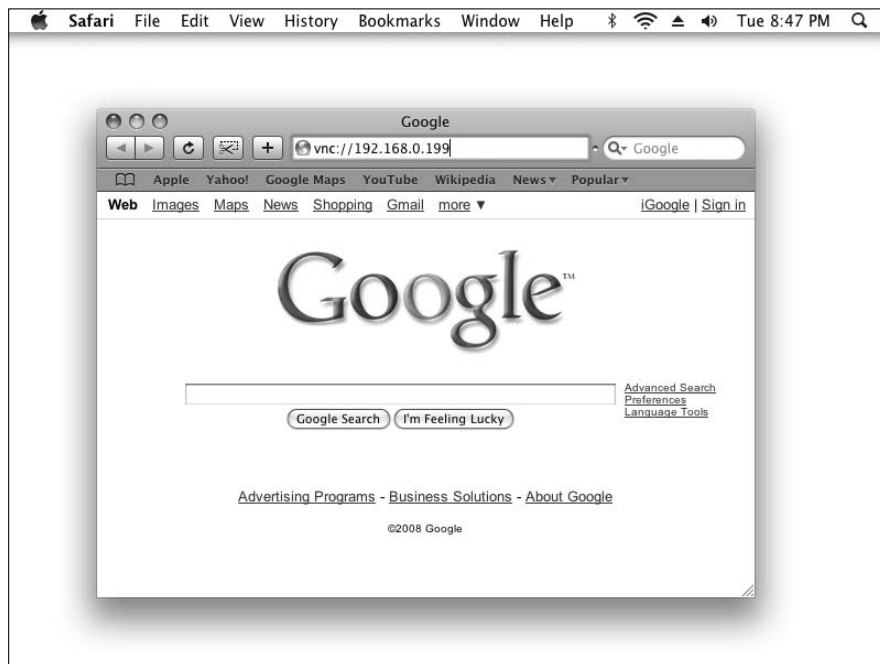 Safari File Edit View History Bookmarks Window Help Tue 8:47 PM
Google
vnc://192.168.0.199 Google
Apple Yahoo! Google Maps YouTube Wikipedia News▾ Popular▾
Web Images Maps News Shopping Gmail more ▼ iGoogle | Sign in
Google™
Advanced Search
Preferences
Language Tools
Google Search I'm Feeling Lucky
Advertising Programs - Business Solutions - About Google
©2008 Google